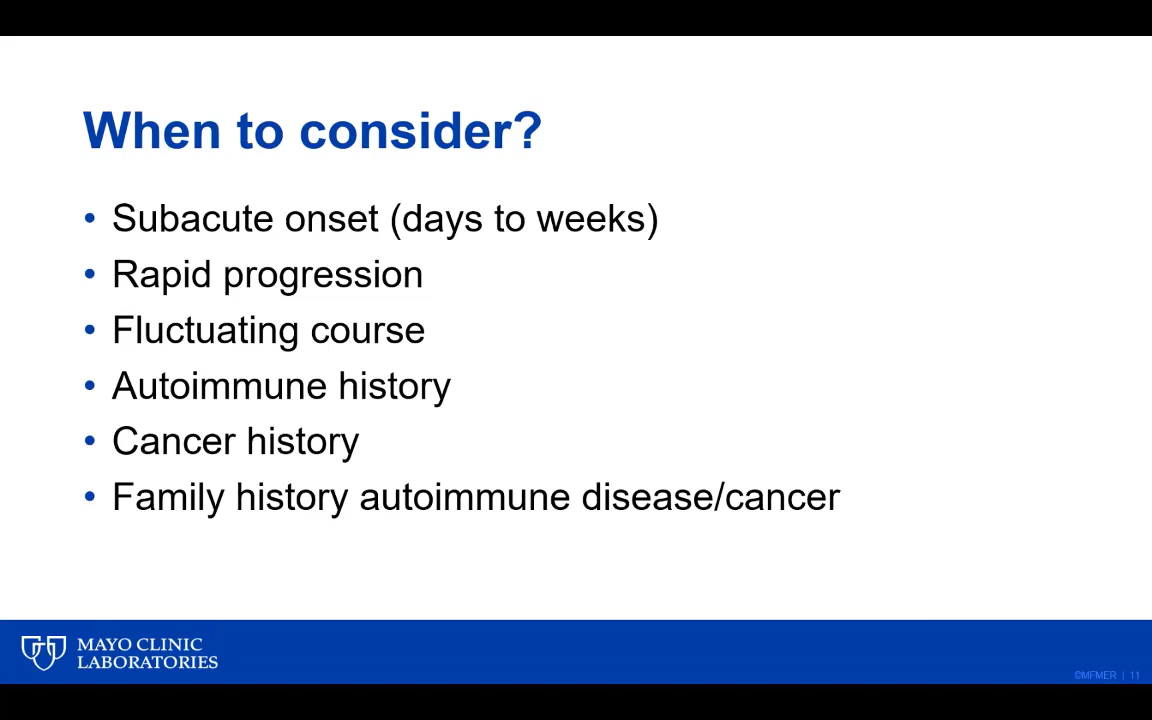 When to consider?
• Subacute onset (days to weeks)
• Rapid progression
• Fluctuating course
• Autoimmune history
• Cancer history
• Family history autoimmune disease/cancer
MAYO CLINIC
LABORATORIES
©MFMER | 11